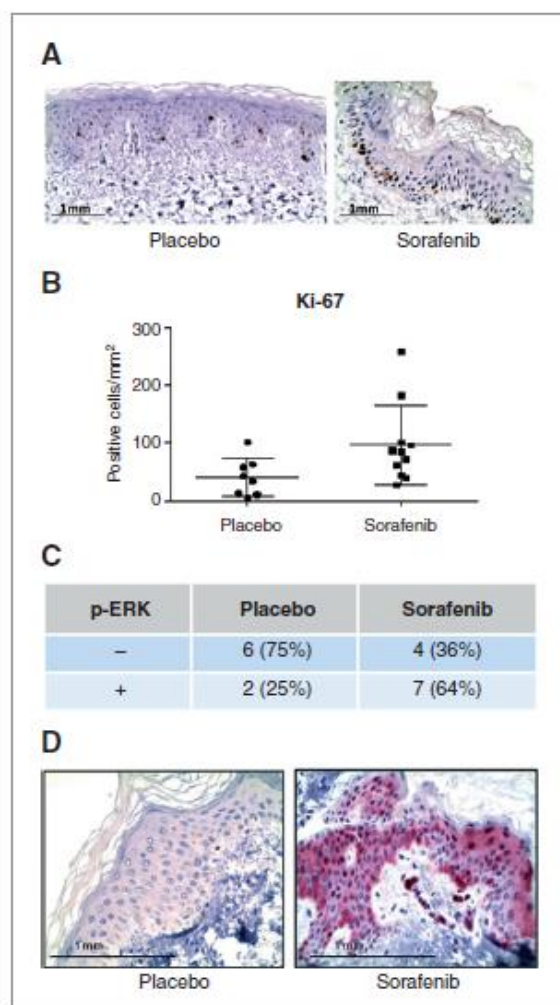 A
1mm
1mm
Placebo Sorafenib
B
Ki-67
Positive cells/mm²
300
200
100
0
Placebo Sorafenib
C
p-ERK Placebo Sorafenib
– 6 (75%) 4 (36%)
+ 2 (25%) 7 (64%)
D
1mm
1mm
Placebo Sorafenib